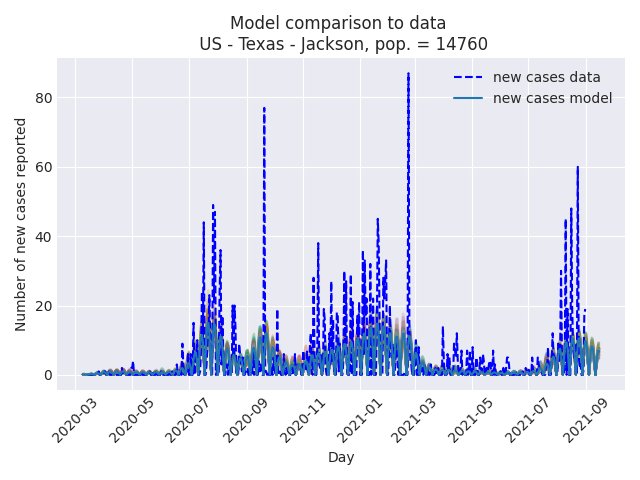 Model comparison to data
US - Texas - Jackson, pop. = 14760
new cases data
new cases model
Number of new cases reported
80
60
40
20
0
2020-03
2020-05
2020-07
2020-09
2020-11
2021-01
2021-03
2021-05
2021-07
2021-09
Day